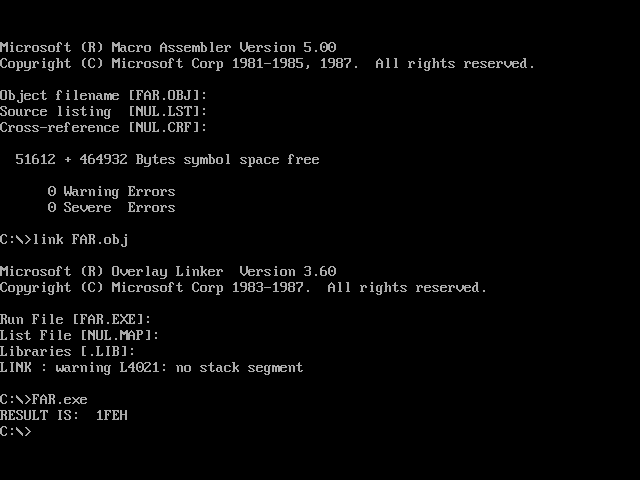 Microsoft (R) Macro Assembler Version 5.00
Copyright (C) Microsoft Corp 1981-1985, 1987.  All rights reserved.
Object filename [FAR.OBJ]:
Source listing  [NUL.LST]:
Cross-reference [NUL.CRF]:
  51612 + 464932 Bytes symbol space free
      0 Warning Errors
      0 Severe  Errors
C:\>link FAR.obj
Microsoft (R) Overlay Linker  Version 3.60
Copyright (C) Microsoft Corp 1983-1987.  All rights reserved.
Run File [FAR.EXE]:
List File [NUL.MAP]:
Libraries [.LIB]:
LINK : warning L4021: no stack segment
C:\>FAR.exe
RESULT IS:  1FEH
C:\>